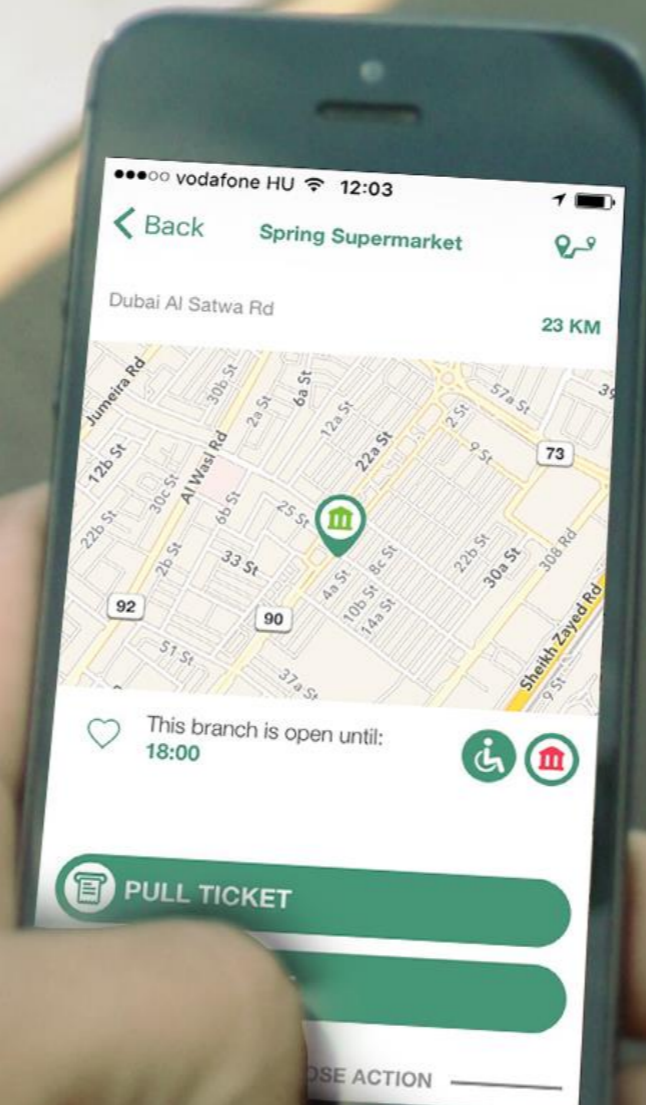 vodafone HU 12:03
Back Spring Supermarket
Dubai Al Satwa Rd
23 KM
Jumeira Rd
30b St
2a St
6a St
12a St
22a St
57a St
39
2 St
9 St
73
12b St
30c St
Al Wasl Rd
6b St
25 St
22b St
2b St
33 St
4a St
8c St
10b St
14a St
22b St
30a St
308 Rd
92
90
51 St
37a St
Sheikh Zayed Rd
9 St
This branch is open until:
18:00
PULL TICKET
OSE ACTION